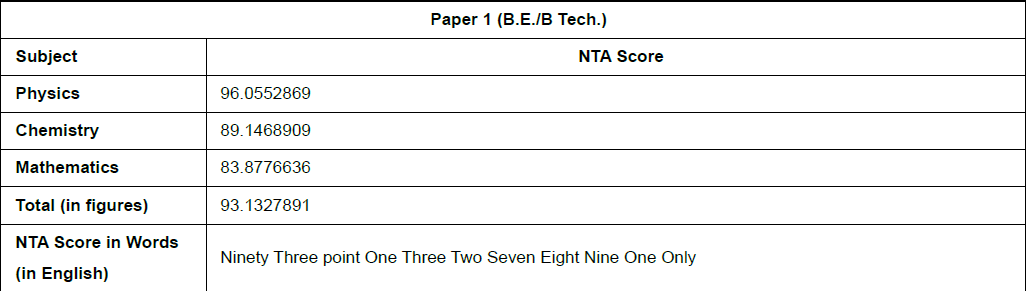 Paper 1 (B.E./B Tech.)
Subject NTA Score
Physics 96.0552869
Chemistry 89.1468909
Mathematics 83.8776636
Total (in figures) 93.1327891
NTA Score in Words
(in English) Ninety Three point One Three Two Seven Eight Nine One Only